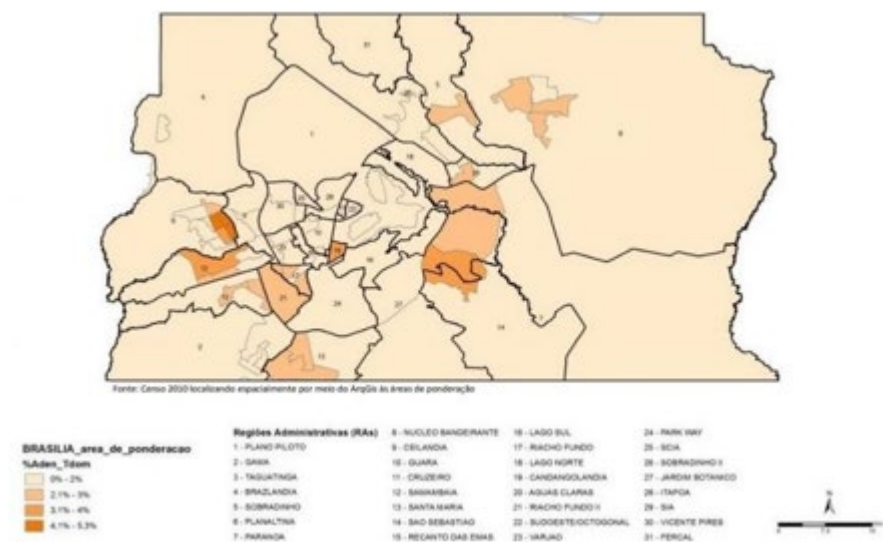 Fonte: Censo 2010 localizando espacialmente por meio do ArqGis às áreas de ponderação
BRASILIA_area_de_ponderacao
%Aden_Tdom
0% - 2%
2.1% - 3%
3.1% - 4%
4.1% - 5.3%
Regiões Administrativas (RAs)
1 - PLANO PILOTO
2 - GAMA
3 - TAGUATINGA
4 - BRAZLANDIA
5 - SOBRADINHO
6 - PLANALTINA
7 - PARANOA
8 - NUCLEO BANDEIRANTE
9 - CEILANDIA
10 - GUARA
11 - CRUZEIRO
12 - SAMAMBAIA
13 - SANTA MARIA
14 - SAO SEBASTIAO
15 - RECANTO DAS EMAS
16 - LAGO SUL
17 - RIACHO FUNDO
18 - LAGO NORTE
19 - CANDANGOLANDIA
20 - AGUAS CLARAS
21 - RIACHO FUNDO II
22 - SUDOESTE/OCTOGONAL
23 - VARJAO
24 - PARK WAY
25 - SCIA
26 - SOBRADINHO II
27 - JARDIM BOTANICO
28 - ITAPOA
29 - SIA
30 - VICENTE PIRES
31 - FERCAL